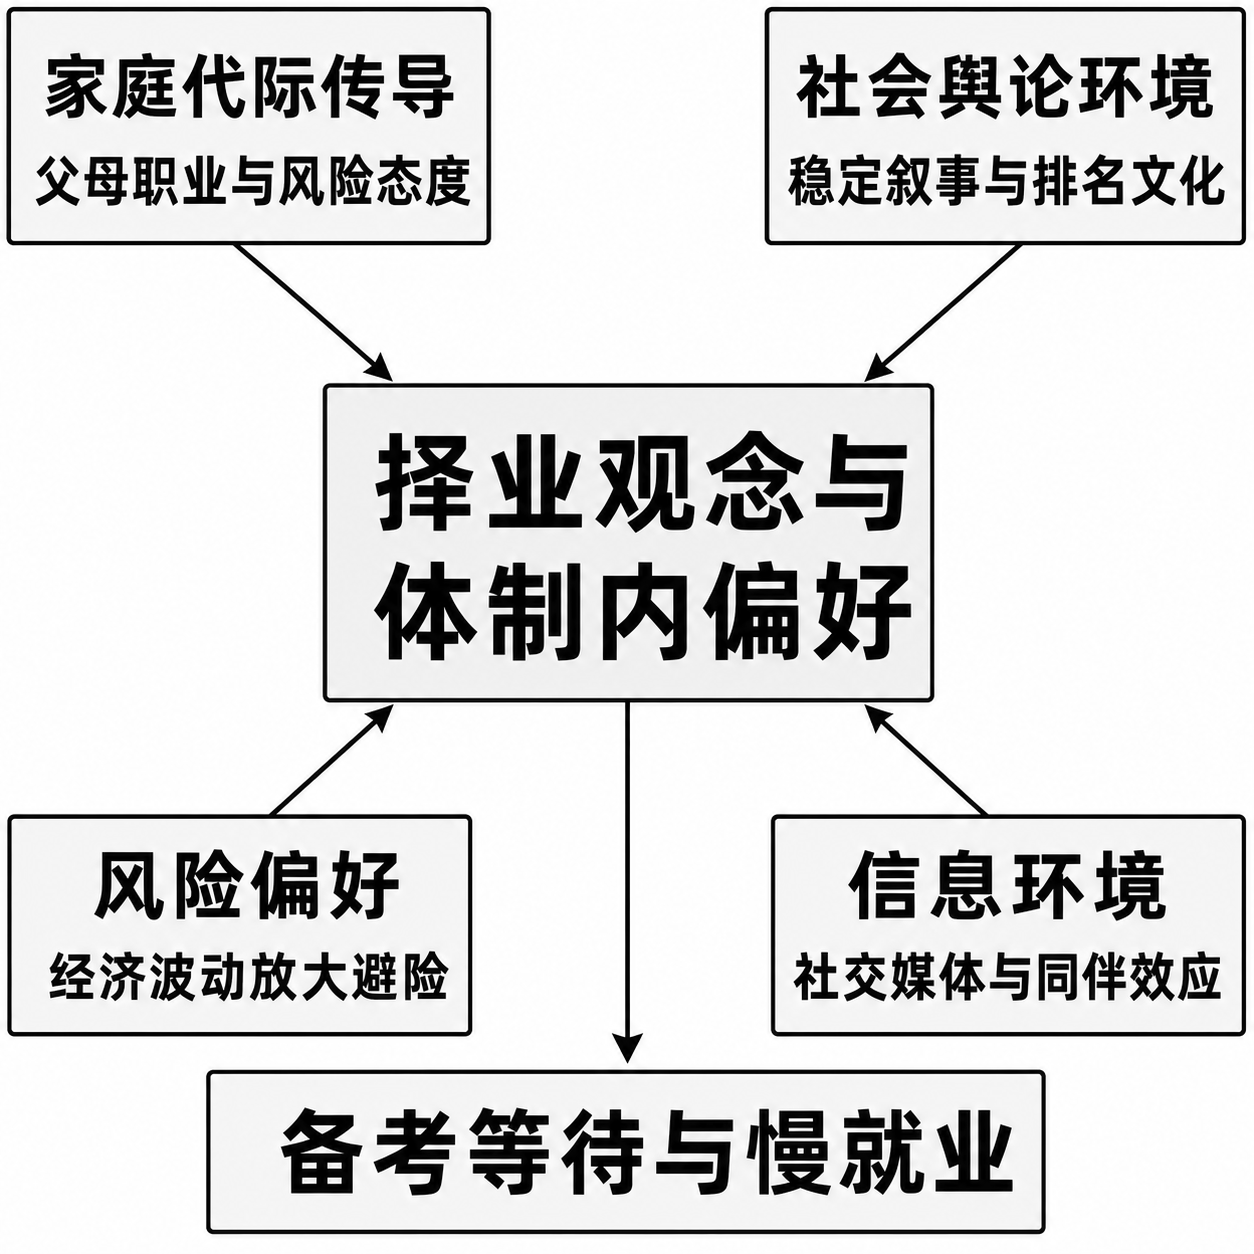 家庭代际传导
父母职业与风险态度
社会舆论环境
稳定叙事与排名文化
择业观念与
体制内偏好
风险偏好
经济波动放大避险
信息环境
社交媒体与同伴效应
备考等待与慢就业